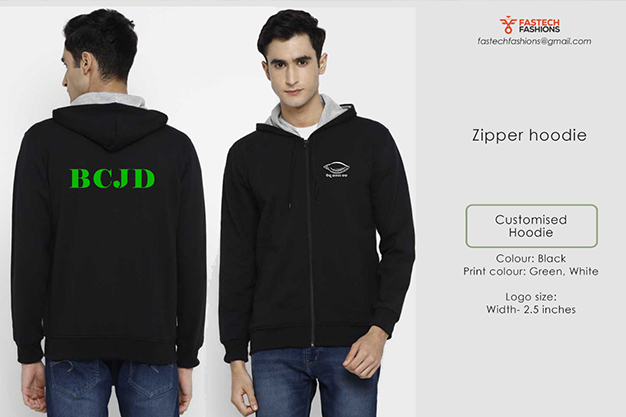 FASTECH
FASHIONS
fastechfashions@gmail.com
BCJD
Zipper hoodie
Customised
Hoodie
Colour: Black
Print colour: Green, White
Logo size:
Width- 2.5 inches